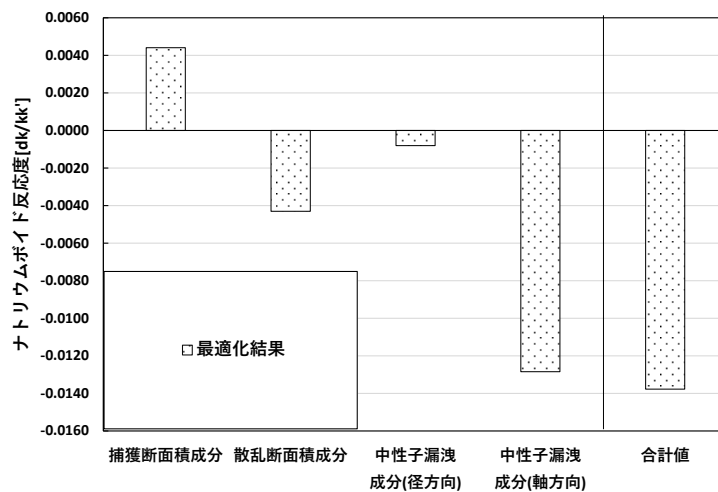 0.0060
0.0040
0.0020
0.0000
-0.0020
-0.0040
-0.0060
-0.0080
-0.0100
-0.0120
-0.0140
-0.0160
ナトリウムボイド反応度[dk/kk']
最適化結果
捕獲断面積成分
散乱断面積成分
中性子漏洩
成分(径方向)
中性子漏洩
成分(軸方向)
合計値